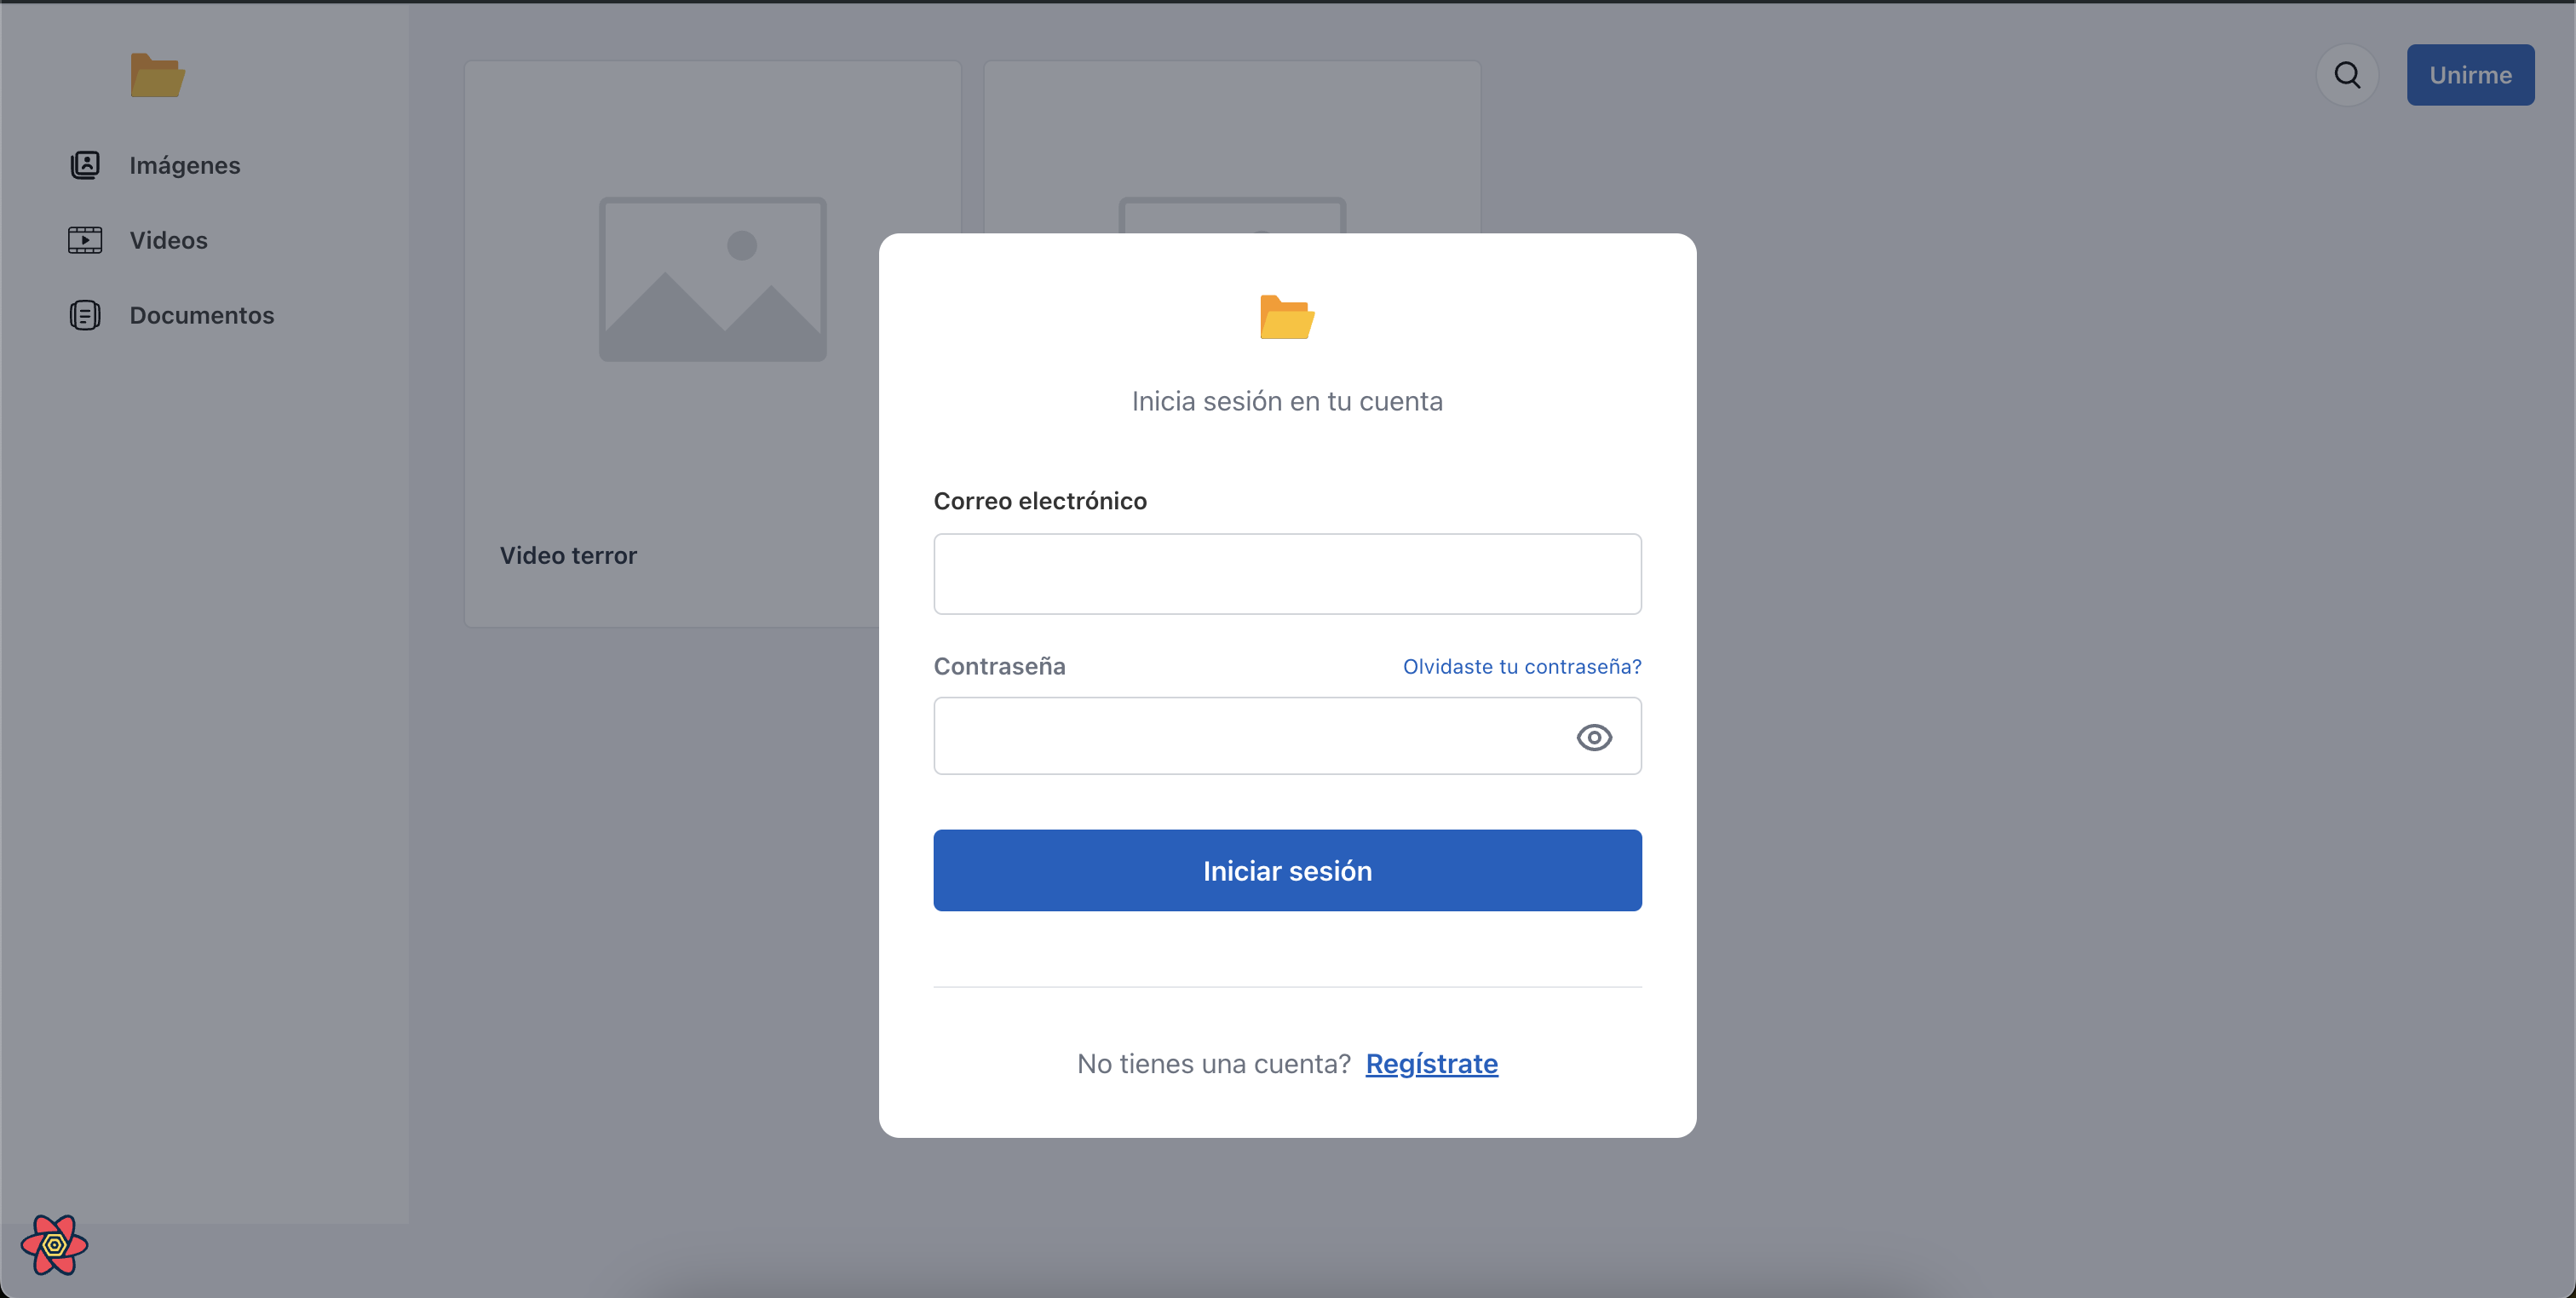 Imágenes
Videos
Documentos
Video terror
Unirme
Inicia sesión en tu cuenta
Correo electrónico
Contraseña
Olvidaste tu contraseña?
Iniciar sesión
No tienes una cuenta? Regístrate